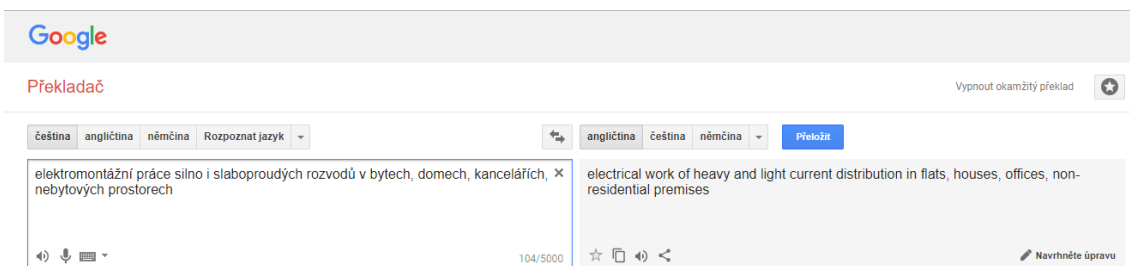 Google
Překladač
Vypnout okamžitý překlad
čeština angličtina němčina Rozpoznat jazyk
angličtina čeština němčina
Přeložit
elektromontážní práce silno i slaboproudých rozvodů v bytech, domech, kancelářích,
nebytových prostorech
104/5000
electrical work of heavy and light current distribution in flats, houses, offices, non-
residential premises
Navrhněte úpravu